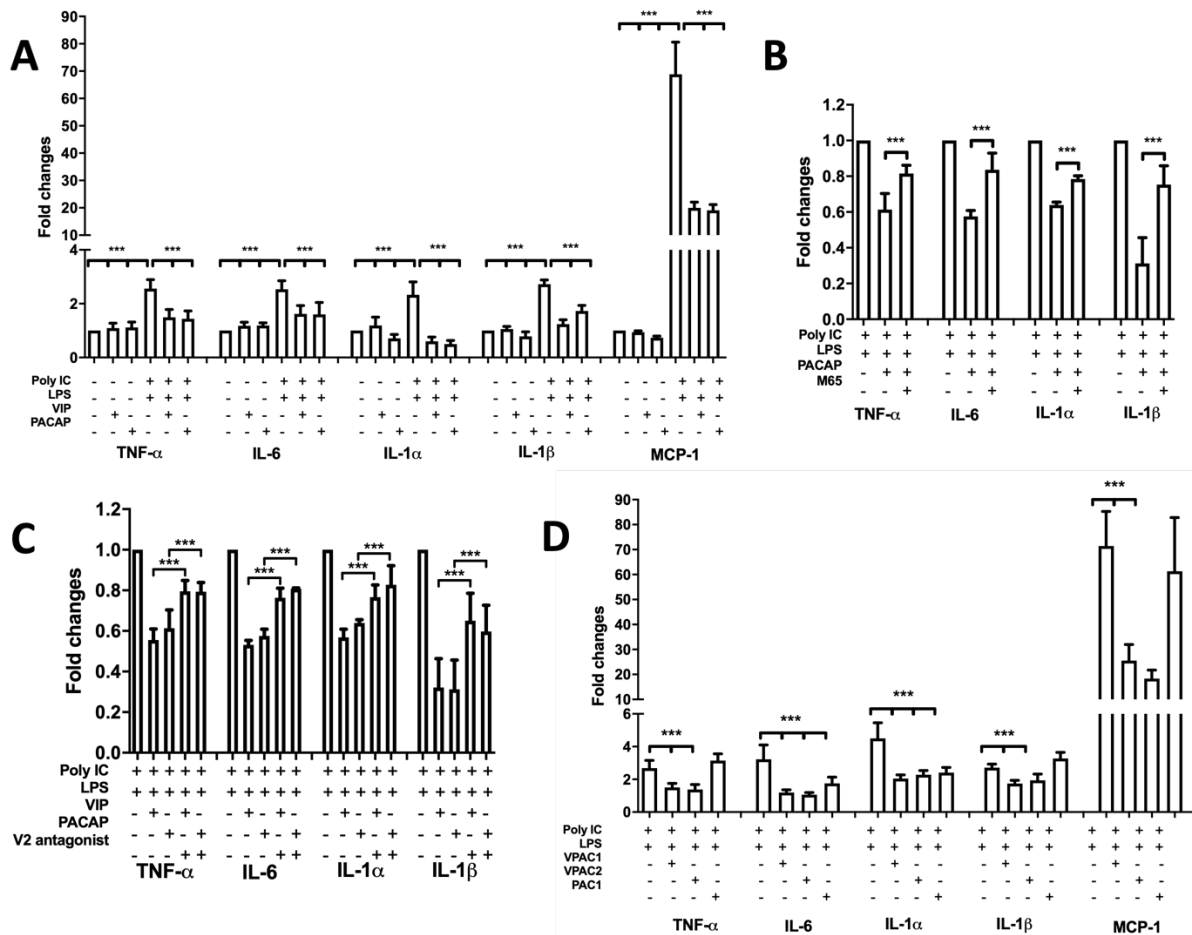 A
Fold changes
90
80
70
60
50
40
30
20
10
4
2
0
*** ***
*** *** *** *** *** *** *** ***
Poly IC - - - + + + - - - + + + - - - + + + - - - + + + - - - + + +
LPS - - - + + + - - - + + + - - - + + + - - - + + + - - - + + +
VIP - + - - + - - + - - + - - + - - + - - + - - + - - + - - + -
PACAP - - + - - + - - + - - + - - + - - + - - + - - + - - + - - +
TNF-α IL-6 IL-1α IL-1β MCP-1
B
Fold changes
1.2
1.0
0.8
0.6
0.4
0.2
0.0
*** *** *** ***
Poly IC + + + + + + + + + + + +
LPS + + + + + + + + + + + +
PACAP - + + - + + - + + - + +
M65 - - + - - + - - + - - +
TNF-α IL-6 IL-1α IL-1β
C
Fold changes
1.2
1.0
0.8
0.6
0.4
0.2
0.0
*** *** *** ***
*** *** *** ***
Poly IC + + + + + + + + + + + + + + + + + + + +
LPS + + + + + + + + + + + + + + + + + + + +
VIP - + - + - - + - + - - + - + - - + - + -
PACAP - - + - + - - + - + - - + - + - - + - +
V2 antagonist - - - + + - - - + + - - - + + - - - + +
TNF-α IL-6 IL-1α IL-1β
D
Fold changes
90
80
70
60
50
40
30
20
10
6
4
2
0
***
*** *** *** ***
Poly IC + + + + + + + + + + + + + + + + + + + +
LPS + + + + + + + + + + + + + + + + + + + +
VPAC1 - + - - - + - - - + - - - + - - - + - -
VPAC2 - - + - - - + - - - + - - - + - - - + -
PAC1 - - - + - - - + - - - + - - - + - - - +
TNF-α IL-6 IL-1α IL-1β MCP-1